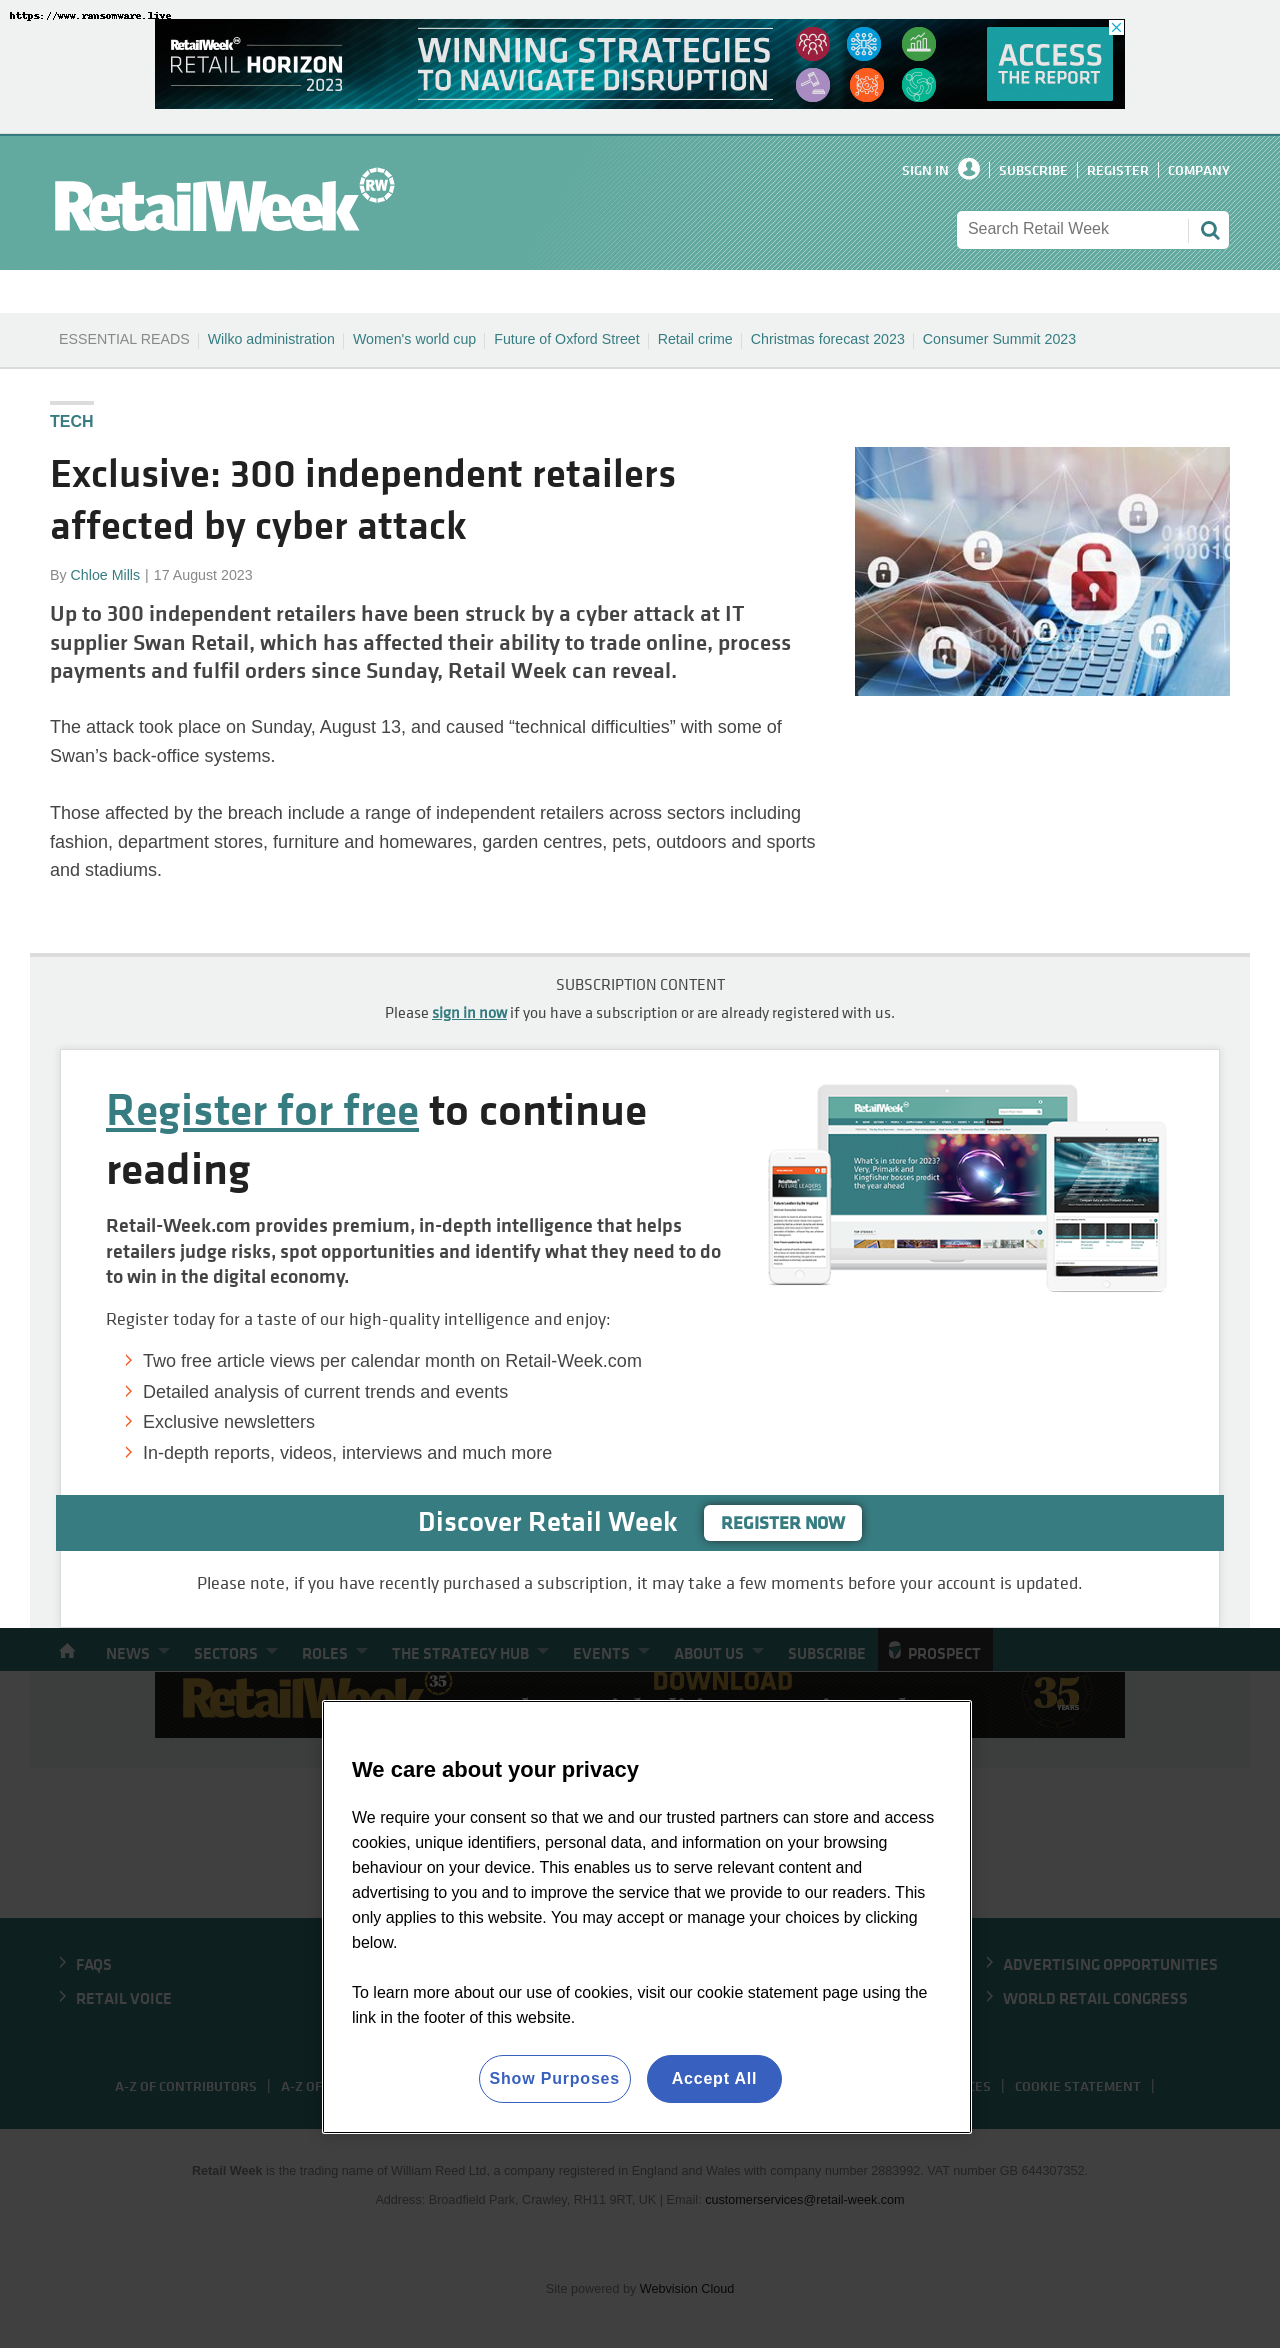 https://www.ransomware.live
RetailWeek RW
RETAIL HORIZON
2023
WINNING STRATEGIES
TO NAVIGATE DISRUPTION
ACCESS
THE REPORT
SIGN IN
SUBSCRIBE
REGISTER
COMPANY
RetailWeek RW
Search Retail Week
ESSENTIAL READS Wilko administration Women's world cup Future of Oxford Street Retail crime Christmas forecast 2023 Consumer Summit 2023
TECH
Exclusive: 300 independent retailers
affected by cyber attack
By Chloe Mills | 17 August 2023
Up to 300 independent retailers have been struck by a cyber attack at IT
supplier Swan Retail, which has affected their ability to trade online, process
payments and fulfil orders since Sunday, Retail Week can reveal.
The attack took place on Sunday, August 13, and caused “technical difficulties” with some of
Swan’s back-office systems.
Those affected by the breach include a range of independent retailers across sectors including
fashion, department stores, furniture and homewares, garden centres, pets, outdoors and sports
and stadiums.
SUBSCRIPTION CONTENT
Please sign in now if you have a subscription or are already registered with us.
Register for free to continue
reading
Retail-Week.com provides premium, in-depth intelligence that helps
retailers judge risks, spot opportunities and identify what they need to do
to win in the digital economy.
Register today for a taste of our high-quality intelligence and enjoy:
Two free article views per calendar month on Retail-Week.com
Detailed analysis of current trends and events
Exclusive newsletters
In-depth reports, videos, interviews and much more
RetailWeek
What's in store for 2023?
Very, Primark and
Kingfisher bosses predict
the year ahead
Discover Retail Week REGISTER NOW
Please note, if you have recently purchased a subscription, it may take a few moments before your account is updated.
NEWS SECTORS ROLES THE STRATEGY HUB EVENTS ABOUT US SUBSCRIBE PROSPECT
RetailWeek 35
DOWNLOAD
35
YEARS
We care about your privacy
We require your consent so that we and our trusted partners can store and access
cookies, unique identifiers, personal data, and information on your browsing
behaviour on your device. This enables us to serve relevant content and
advertising to you and to improve the service that we provide to our readers. This
only applies to this website. You may accept or manage your choices by clicking
below.
To learn more about our use of cookies, visit our cookie statement page using the
link in the footer of this website.
Show Purposes Accept All
FAQS
RETAIL VOICE
ADVERTISING OPPORTUNITIES
WORLD RETAIL CONGRESS
A-Z OF CONTRIBUTORS | A-Z OF
COOKIE STATEMENT |
Retail Week is the trading name of William Reed Ltd, a company registered in England and Wales with company number 2883992. VAT number GB 644307352.
Address: Broadfield Park, Crawley, RH11 9RT, UK | Email: customerservices@retail-week.com
Site powered by Webvision Cloud